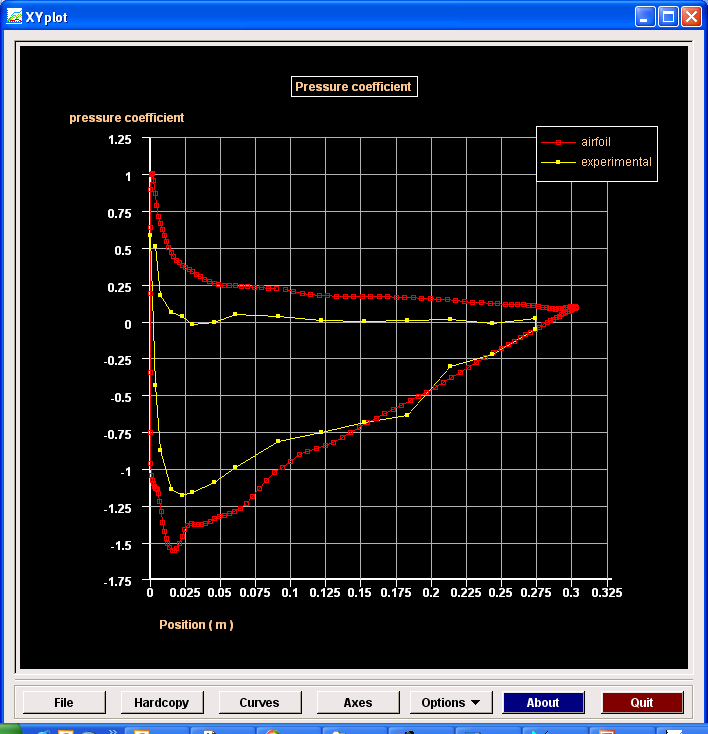 XYplot
Pressure coefficient
pressure coefficient
airfoil
experimental
1.25
1
0.75
0.5
0.25
0
-0.25
-0.5
-0.75
-1
-1.25
-1.5
-1.75
0 0.025 0.05 0.075 0.1 0.125 0.175 0.2 0.225 0.25 0.275 0.3 0.325
Position ( m )
File Hardcopy Curves Axes Options About Quit